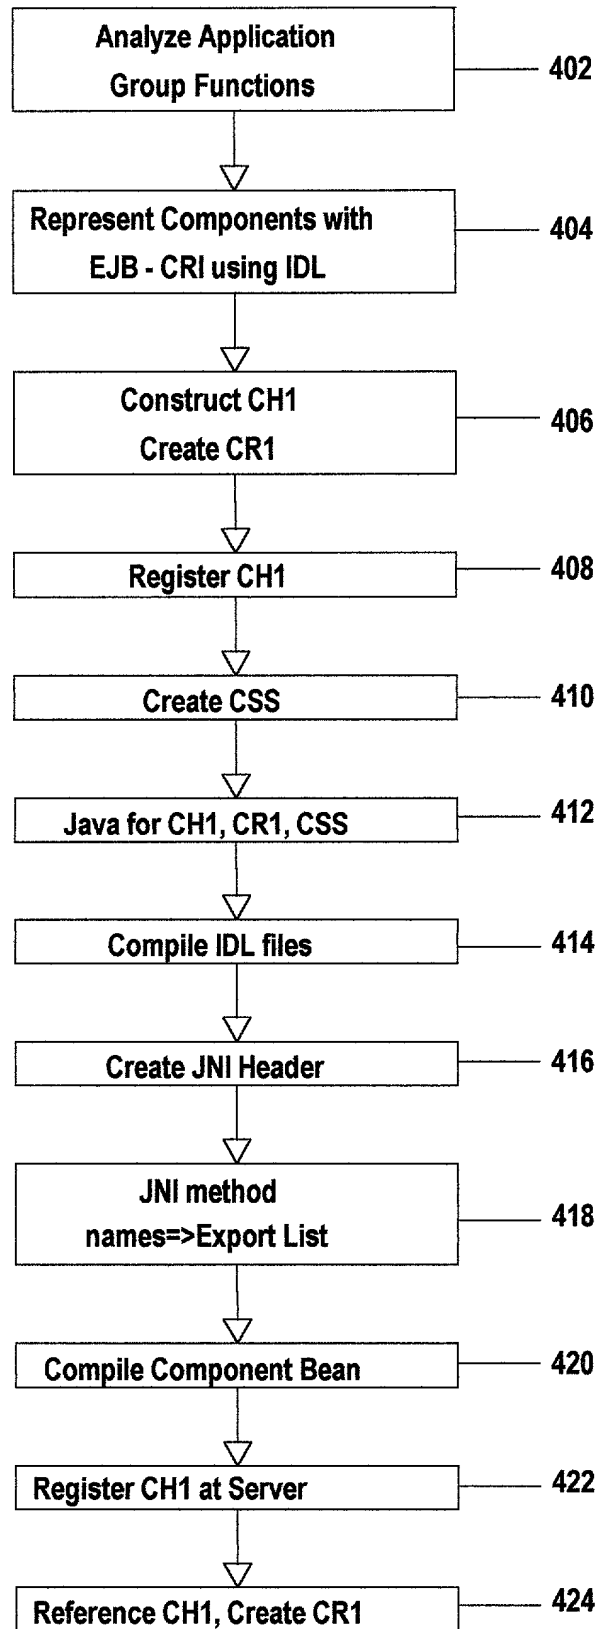 Analyze Application
Group Functions
402
Represent Components with
EJB - CRI using IDL
404
Construct CH1
Create CR1
406
Register CH1
408
Create CSS
410
Java for CH1, CR1, CSS
412
Compile IDL files
414
Create JNI Header
416
JNI method
names=>Export List
418
Compile Component Bean
420
Register CH1 at Server
422
Reference CH1, Create CR1
424